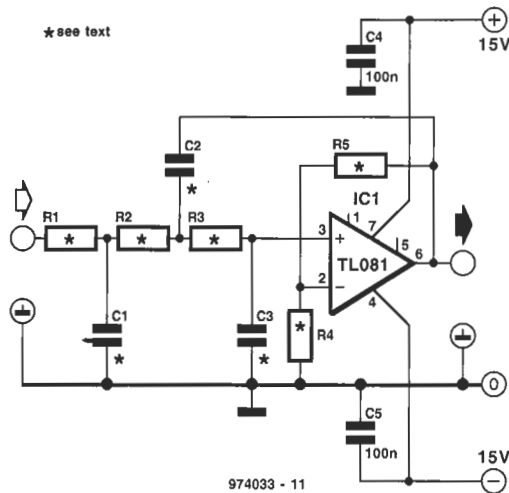 * see text
C4
100n
+
15V
C2
*
R5
*
IC1
R1
*
R2
*
R3
*
3
+
1
7
5
6
TL081
2
−
4
C1
*
C3
*
R4
*
0
C5
100n
15V
−
974033 - 11